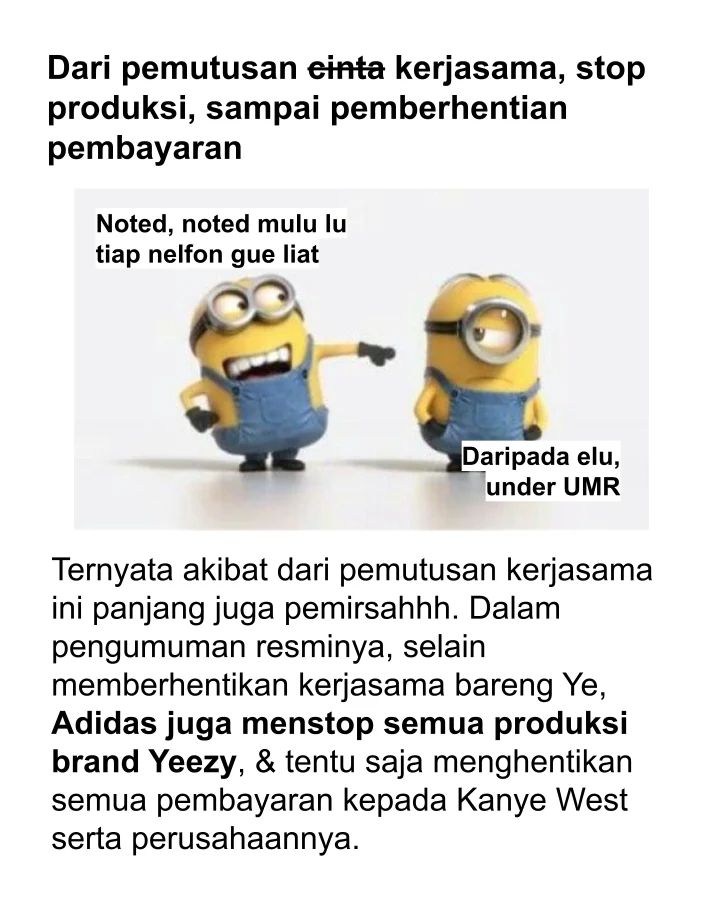 Dari pemutusan cinta kerjasama, stop
produksi, sampai pemberhentian
pembayaran
Noted, noted mulu lu
tiap nelfon gue liat
Daripada elu,
under UMR
Ternyata akibat dari pemutusan kerjasama
ini panjang juga pemirsahhh. Dalam
pengumuman resminya, selain
memberhentikan kerjasama bareng Ye,
Adidas juga menstop semua produksi
brand Yeezy, & tentu saja menghentikan
semua pembayaran kepada Kanye West
serta perusahaannya.